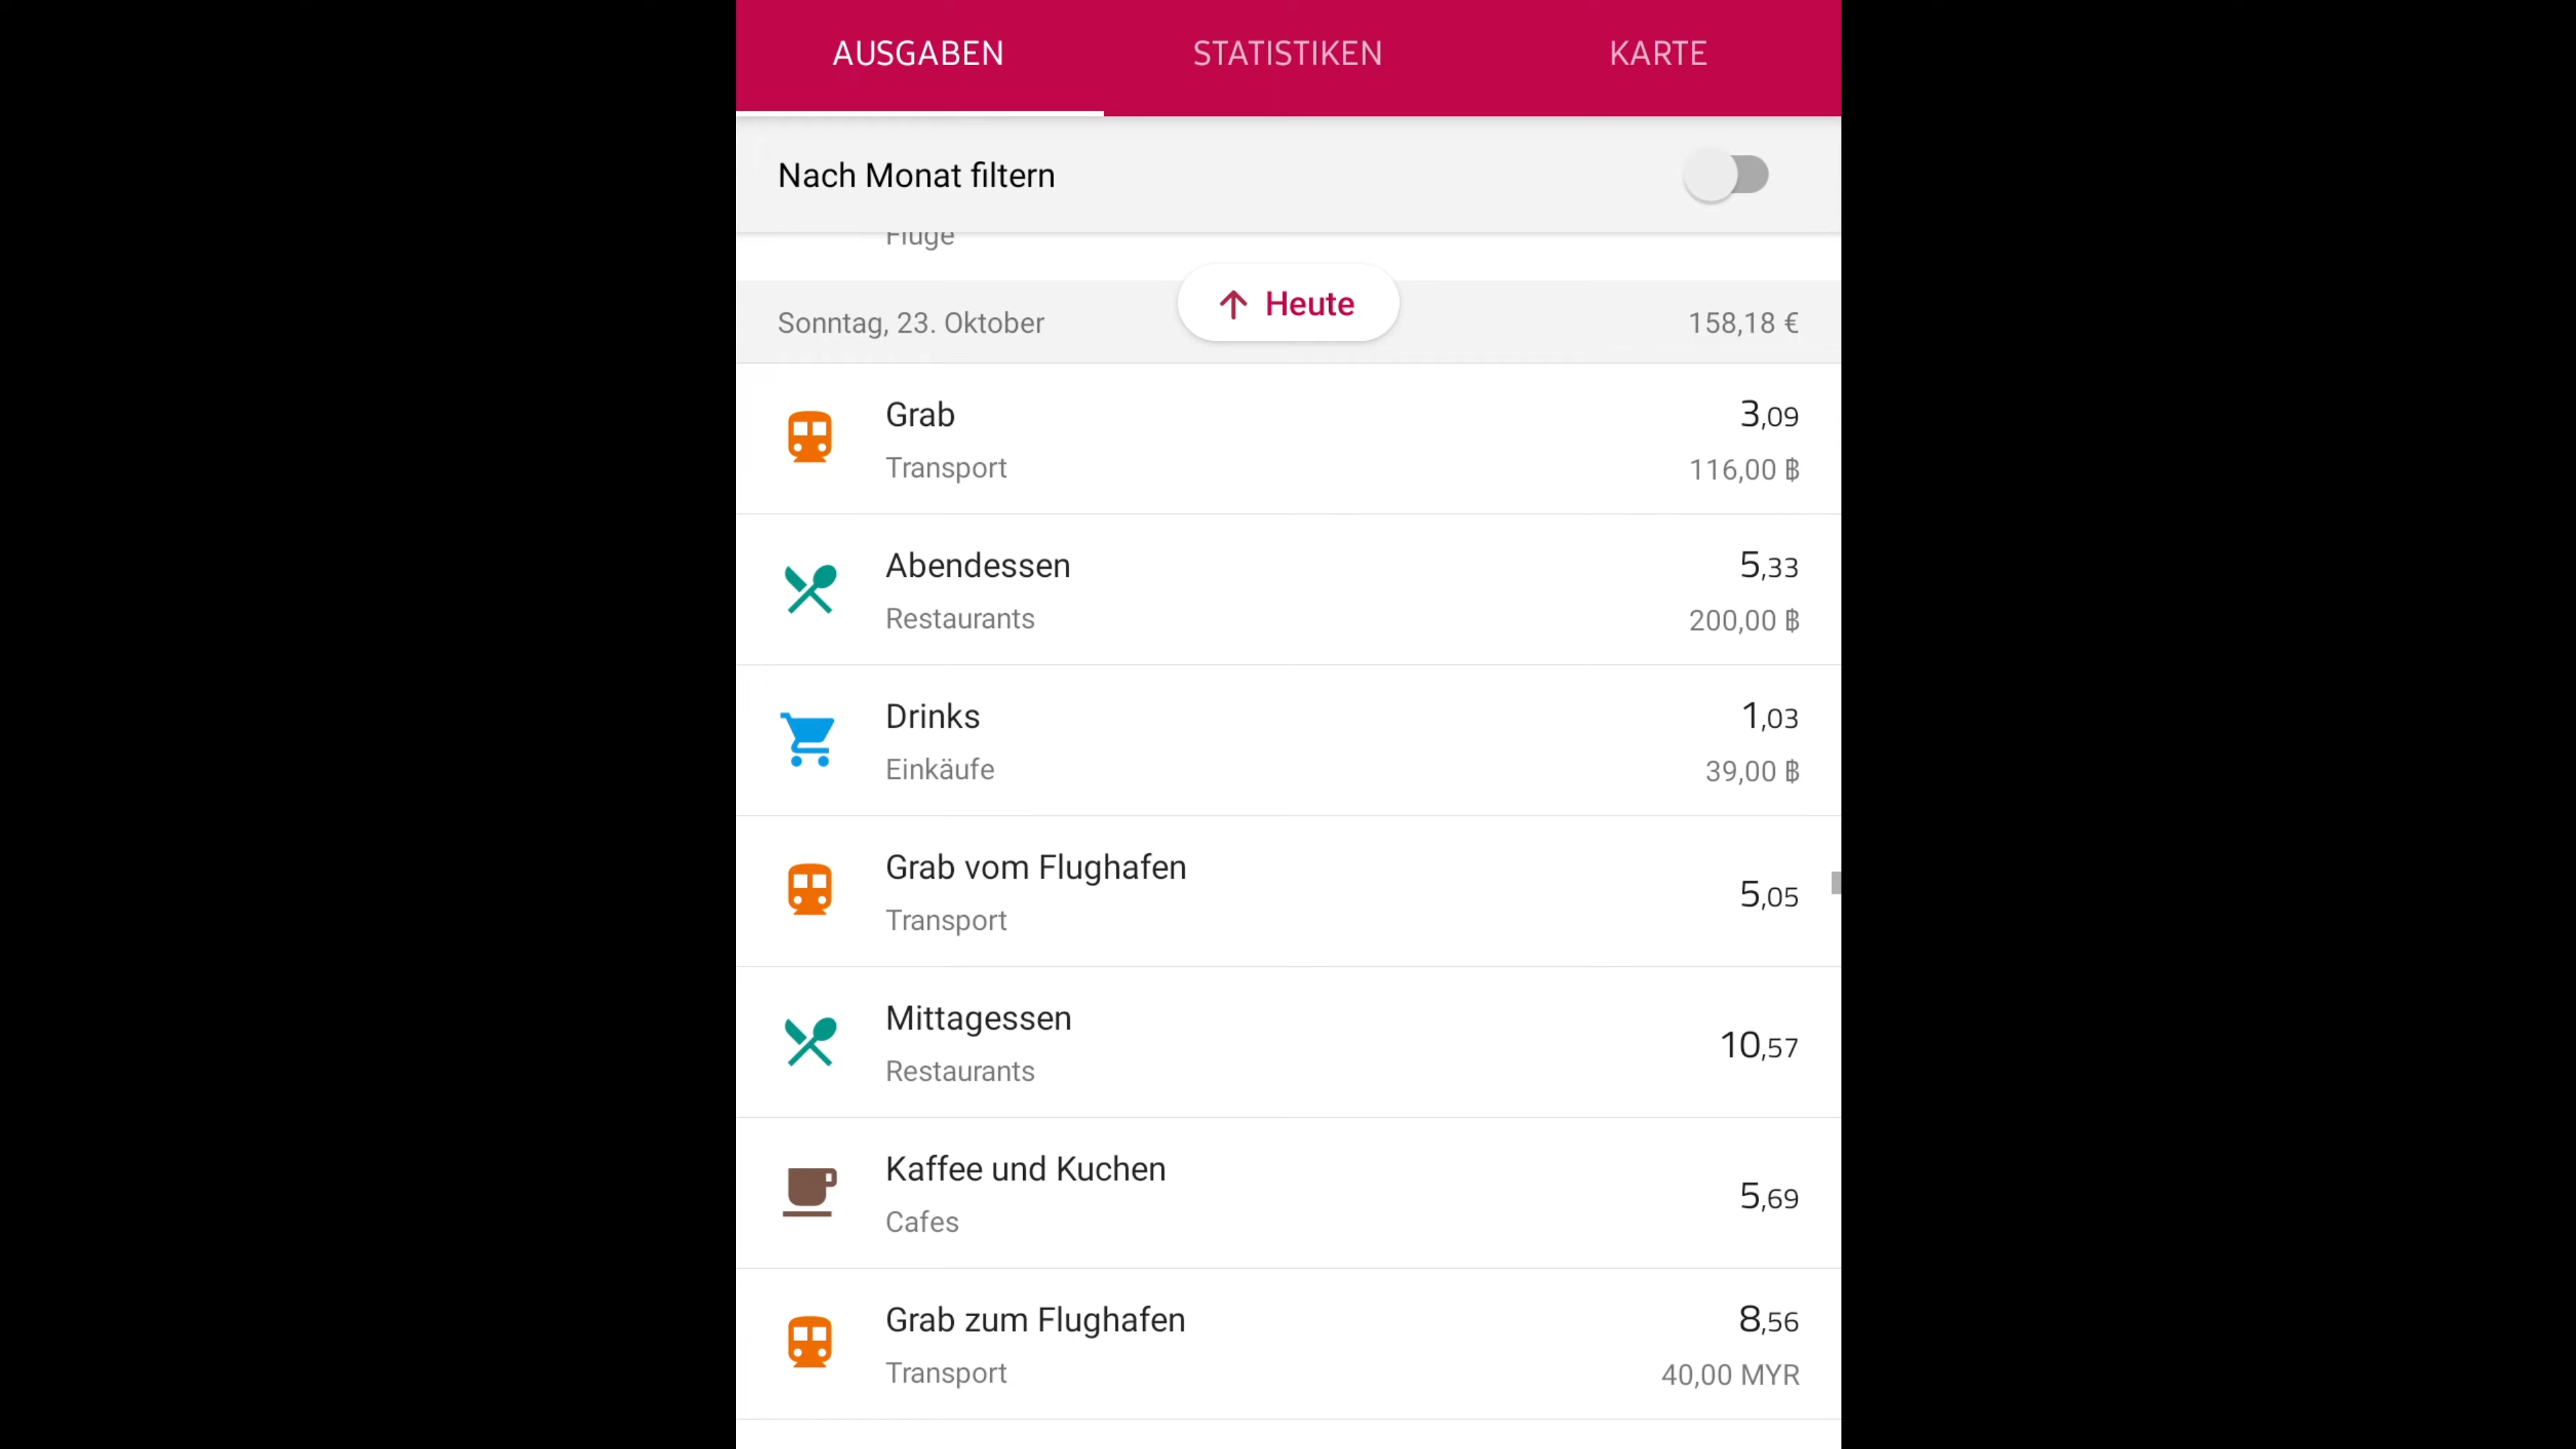 AUSGABEN STATISTIKEN KARTE
Nach Monat filtern
Flüge
Heute
Sonntag, 23. Oktober 158,18 €
Grab 3,09
Transport 116,00 ฿
Abendessen 5,33
Restaurants 200,00 ฿
Drinks 1,03
Einkäufe 39,00 ฿
Grab vom Flughafen
5,05
Transport
Mittagessen
10,57
Restaurants
Kaffee und Kuchen
5,69
Cafes
Grab zum Flughafen 8,56
Transport 40,00 MYR